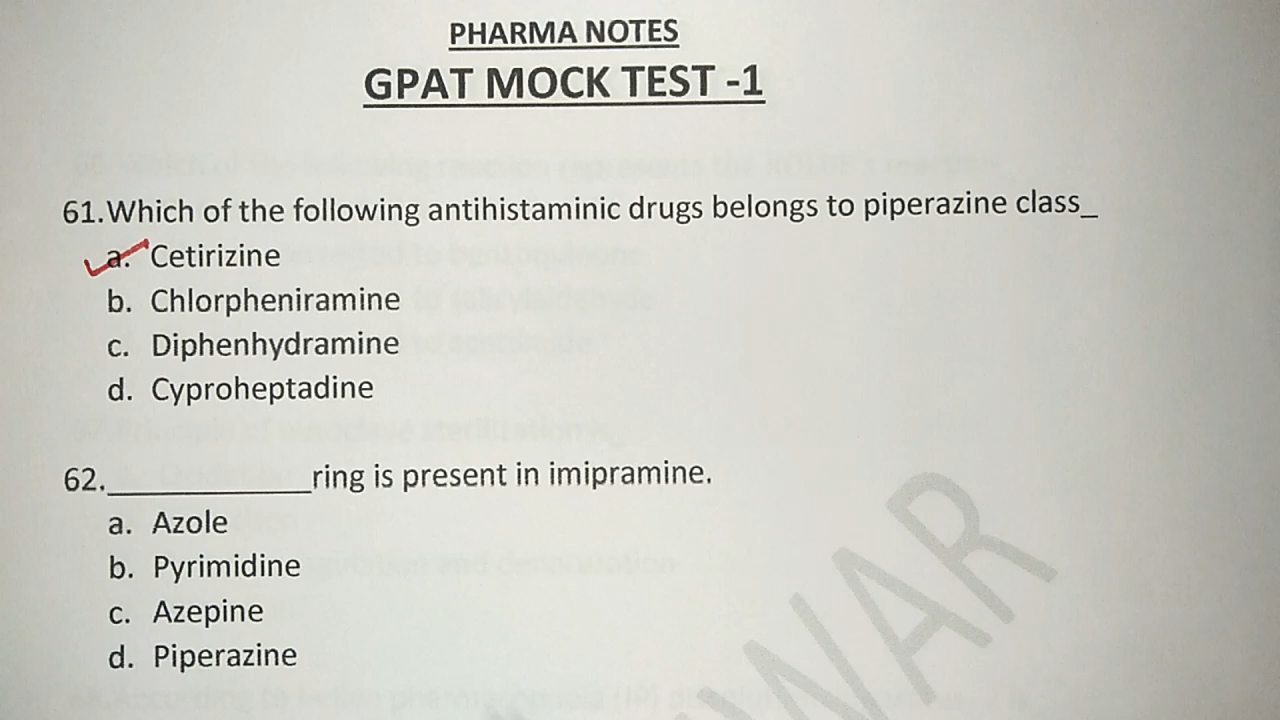 PHARMA NOTES
GPAT MOCK TEST -1
61.Which of the following antihistaminic drugs belongs to piperazine class_
a. Cetirizine
b. Chlorpheniramine
c. Diphenhydramine
d. Cyproheptadine
62.____________ring is present in imipramine.
a. Azole
b. Pyrimidine
c. Azepine
d. Piperazine
WAR